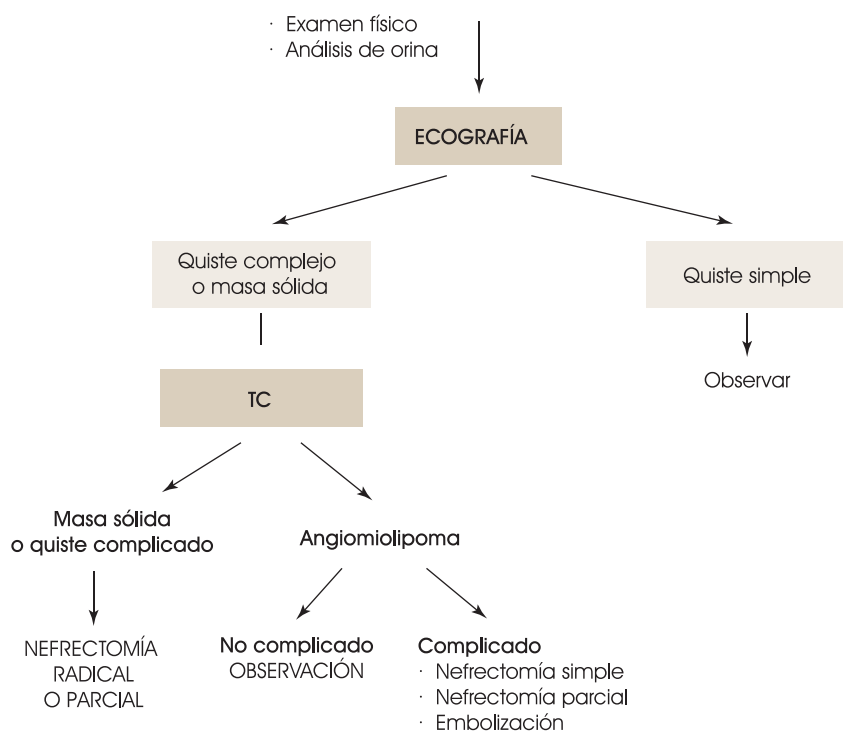 · Examen físico
· Análisis de orina
ECOGRAFÍA
Quiste complejo
o masa sólida
Quiste simple
TC
Observar
Masa sólida
o quiste complicado
Angiomiolipoma
NEFRECTOMÍA
RADICAL
O PARCIAL
No complicado
OBSERVACIÓN
Complicado
· Nefrectomía simple
· Nefrectomía parcial
· Embolización